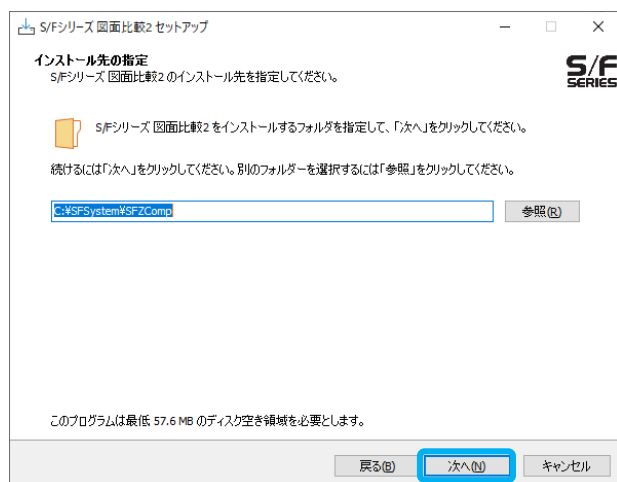 S/Fシリーズ 図面比較2 セットアップ
インストール先の指定
S/Fシリーズ 図面比較2 のインストール先を指定してください。
S/F
SERIES
S/Fシリーズ 図面比較2 をインストールするフォルダを指定して、「次へ」をクリックしてください。
続けるには「次へ」をクリックしてください。別のフォルダーを選択するには「参照」をクリックしてください。
C:¥SFSystem¥SFZComp
参照(R)
このプログラムは最低 57.6 MB のディスク空き領域を必要とします。
戻る(B)
次へ(N)
キャンセル